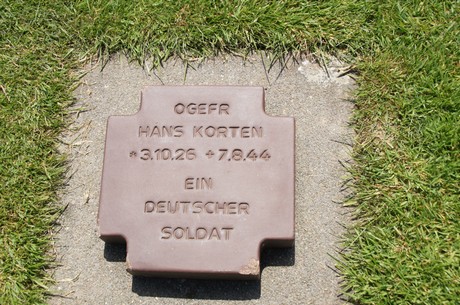 OGEFR
HANS KORTEN
*3.10.26 +7.8.44
EIN
DEUTSCHER
SOLDAT